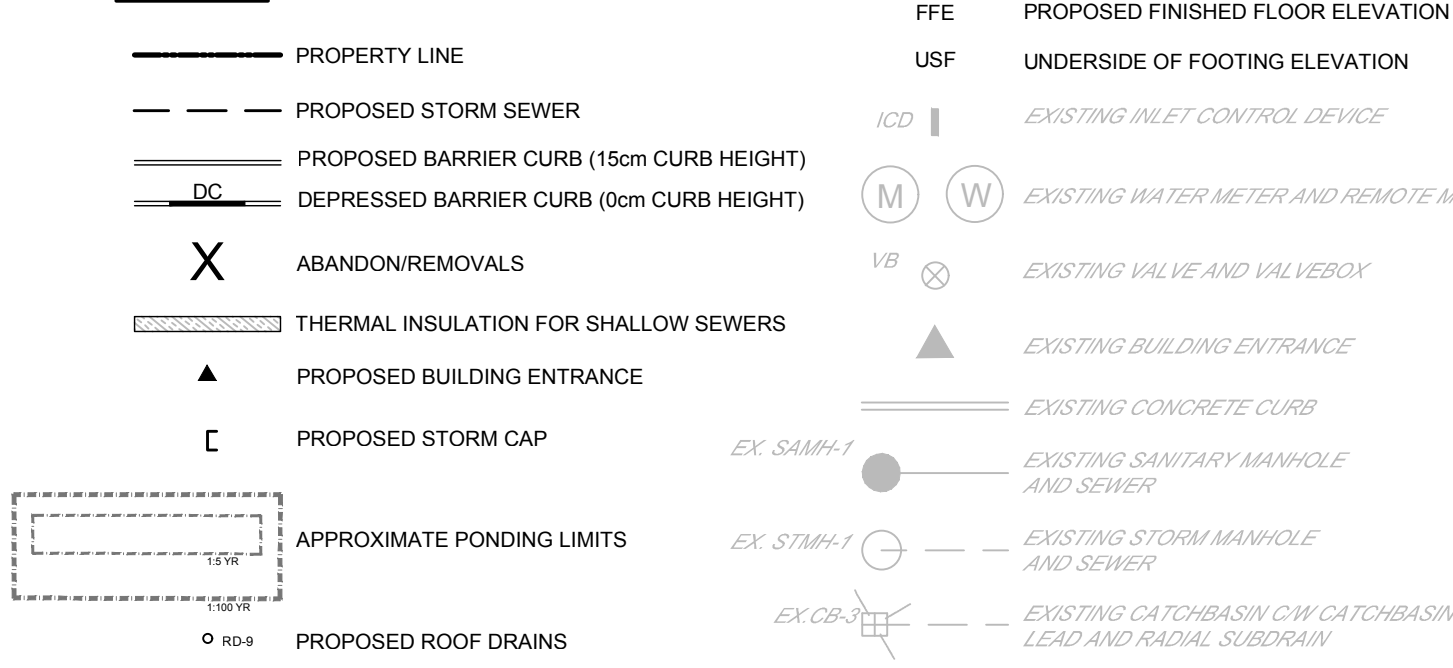 PROPERTY LINE
PROPOSED STORM SEWER
PROPOSED BARRIER CURB (15cm CURB HEIGHT)
DC DEPRESSED BARRIER CURB (0cm CURB HEIGHT)
X ABANDON/REMOVALS
THERMAL INSULATION FOR SHALLOW SEWERS
PROPOSED BUILDING ENTRANCE
PROPOSED STORM CAP
APPROXIMATE PONDING LIMITS
1:5 YR
1:100 YR
RD-9 PROPOSED ROOF DRAINS
FFE PROPOSED FINISHED FLOOR ELEVATION
USF UNDERSIDE OF FOOTING ELEVATION
ICD EXISTING INLET CONTROL DEVICE
M W EXISTING WATER METER AND REMOTE M
VB EXISTING VALVE AND VALVEBOX
EXISTING BUILDING ENTRANCE
EXISTING CONCRETE CURB
EX. SAMH-1 EXISTING SANITARY MANHOLE
AND SEWER
EX. STMH-1 EXISTING STORM MANHOLE
AND SEWER
EX.CB-3 EXISTING CATCHBASIN C/W CATCHBASIN
LEAD AND RADIAL SUBDRAIN